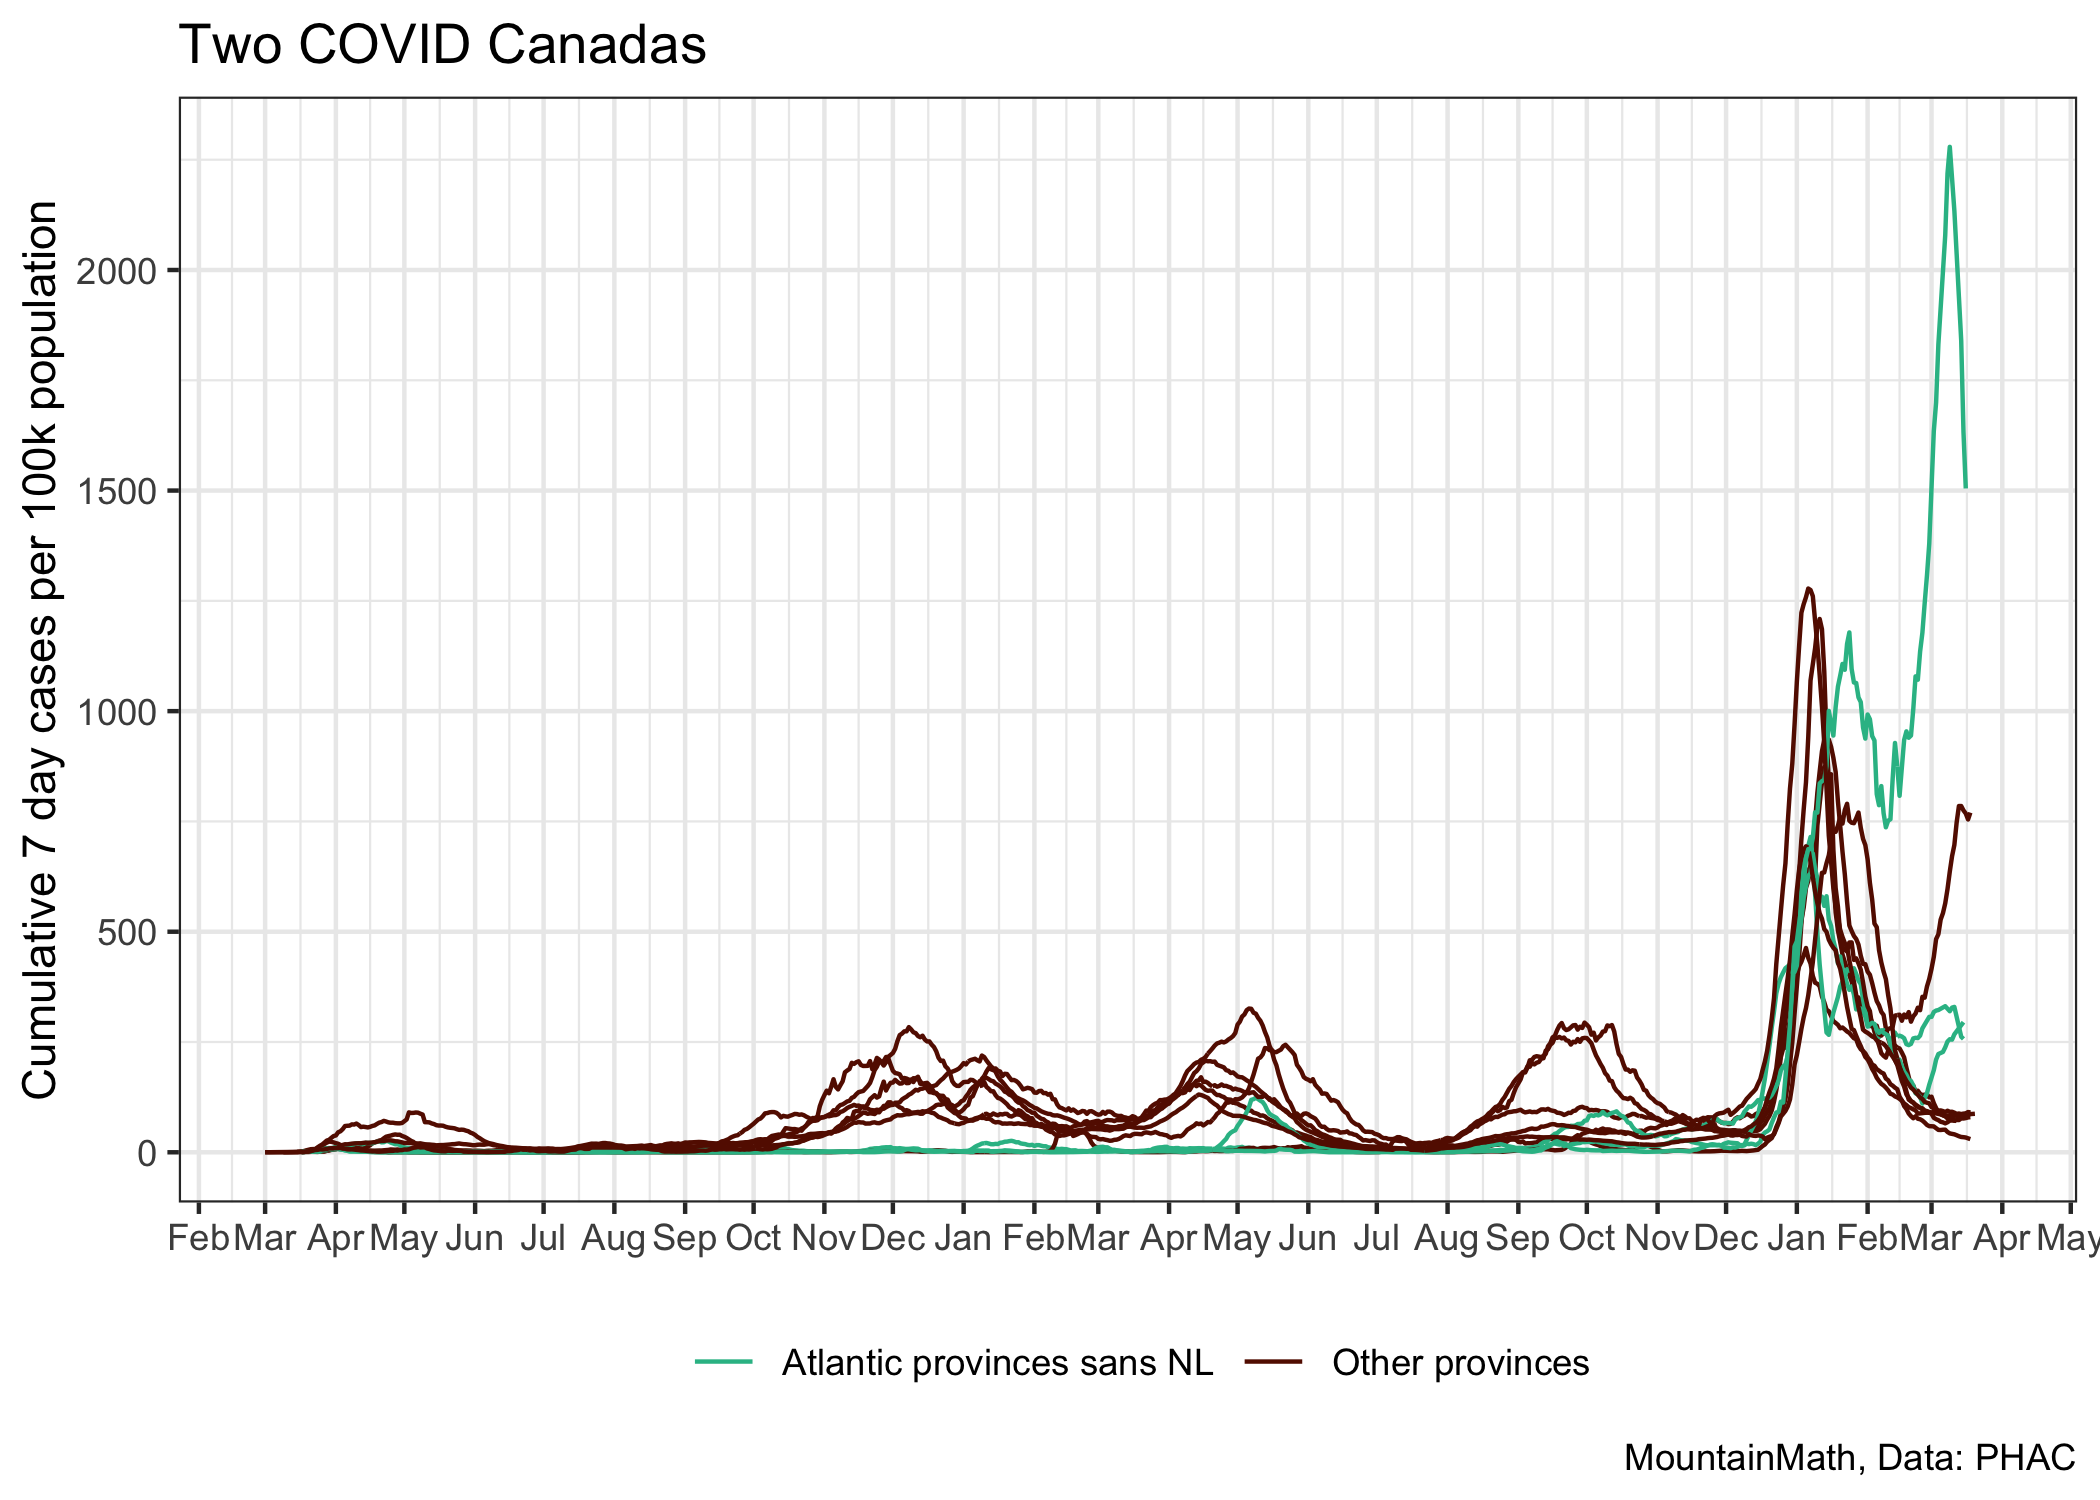 Two COVID Canadas
Cumulative 7 day cases per 100k population
2000
1500
1000
500
0
Feb Mar Apr May Jun Jul Aug Sep Oct Nov Dec Jan Feb Mar Apr May Jun Jul Aug Sep Oct Nov Dec Jan Feb Mar Apr May
Atlantic provinces sans NL Other provinces
MountainMath, Data: PHAC